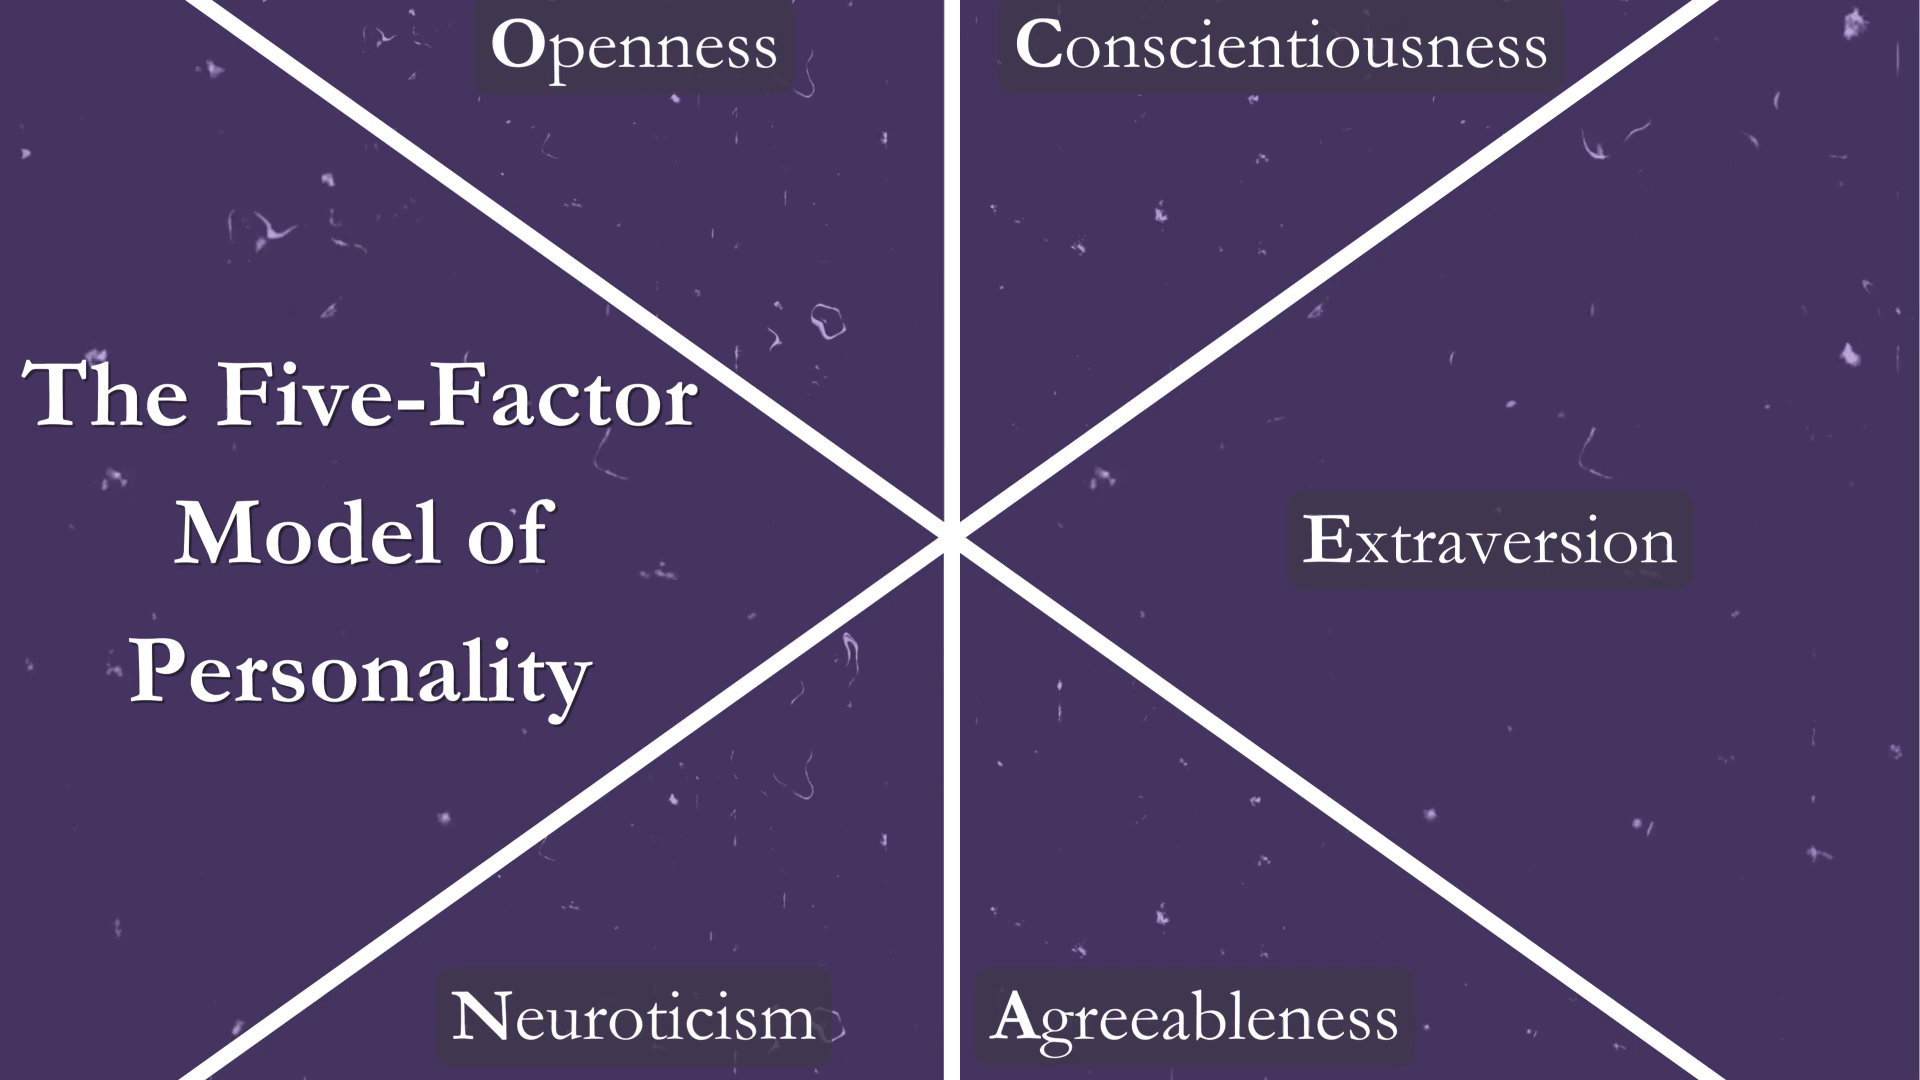 Openness
Conscientiousness
The Five-Factor
Model of
Personality
Extraversion
Neuroticism
Agreeableness